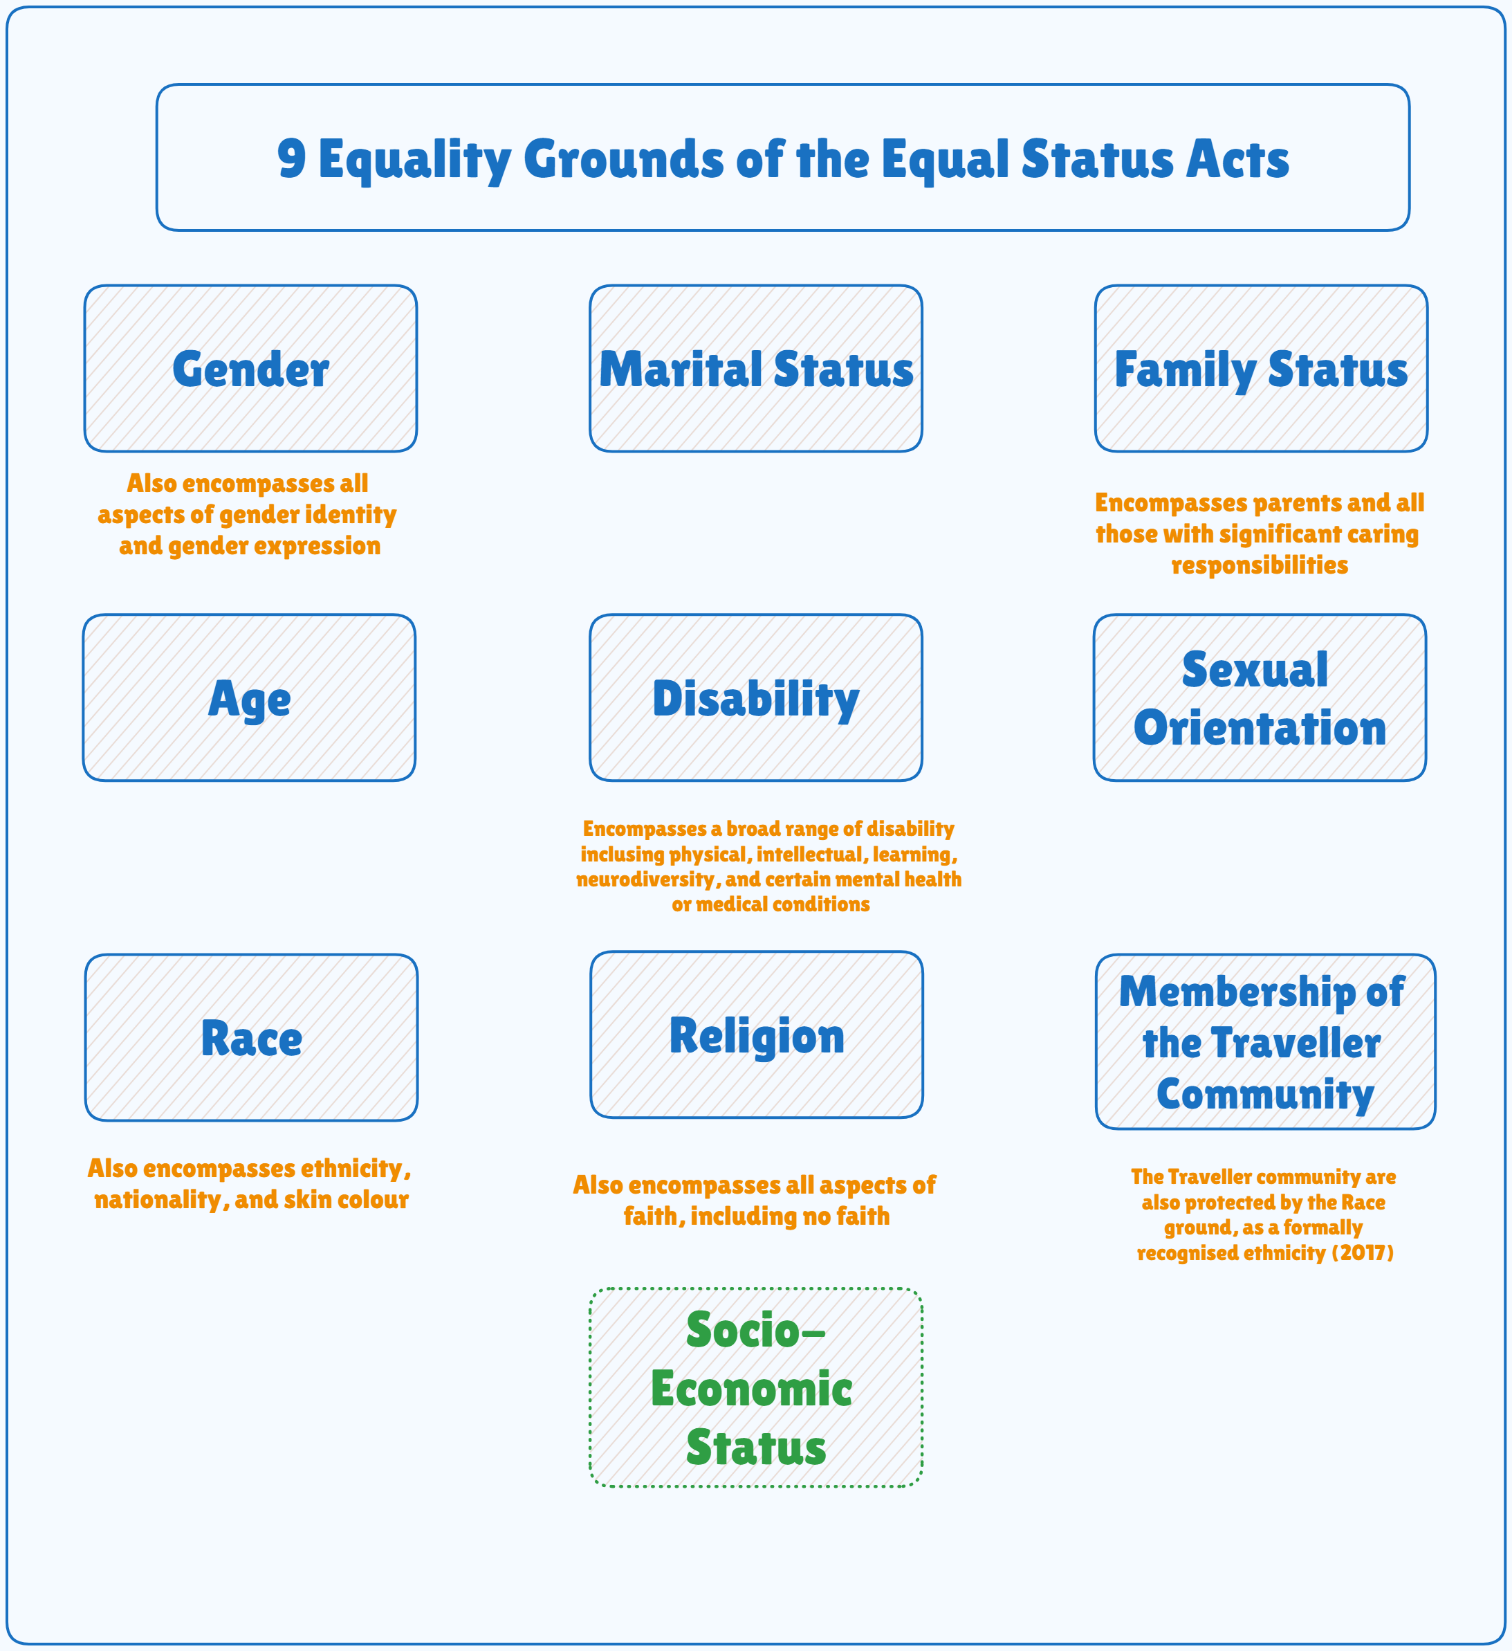 9 Equality Grounds of the Equal Status Acts
Gender
Marital Status
Family Status
Also encompasses all
aspects of gender identity
and gender expression
Encompasses parents and all
those with significant caring
responsibilities
Age
Disability
Sexual
Orientation
Encompasses a broad range of disability
inclusing physical, intellectual, learning,
neurodiversity, and certain mental health
or medical conditions
Race
Religion
Membership of
the Traveller
Community
Also encompasses ethnicity,
nationality, and skin colour
Also encompasses all aspects of
faith, including no faith
The Traveller community are
also protected by the Race
ground, as a formally
recognised ethnicity (2017)
Socio-
Economic
Status